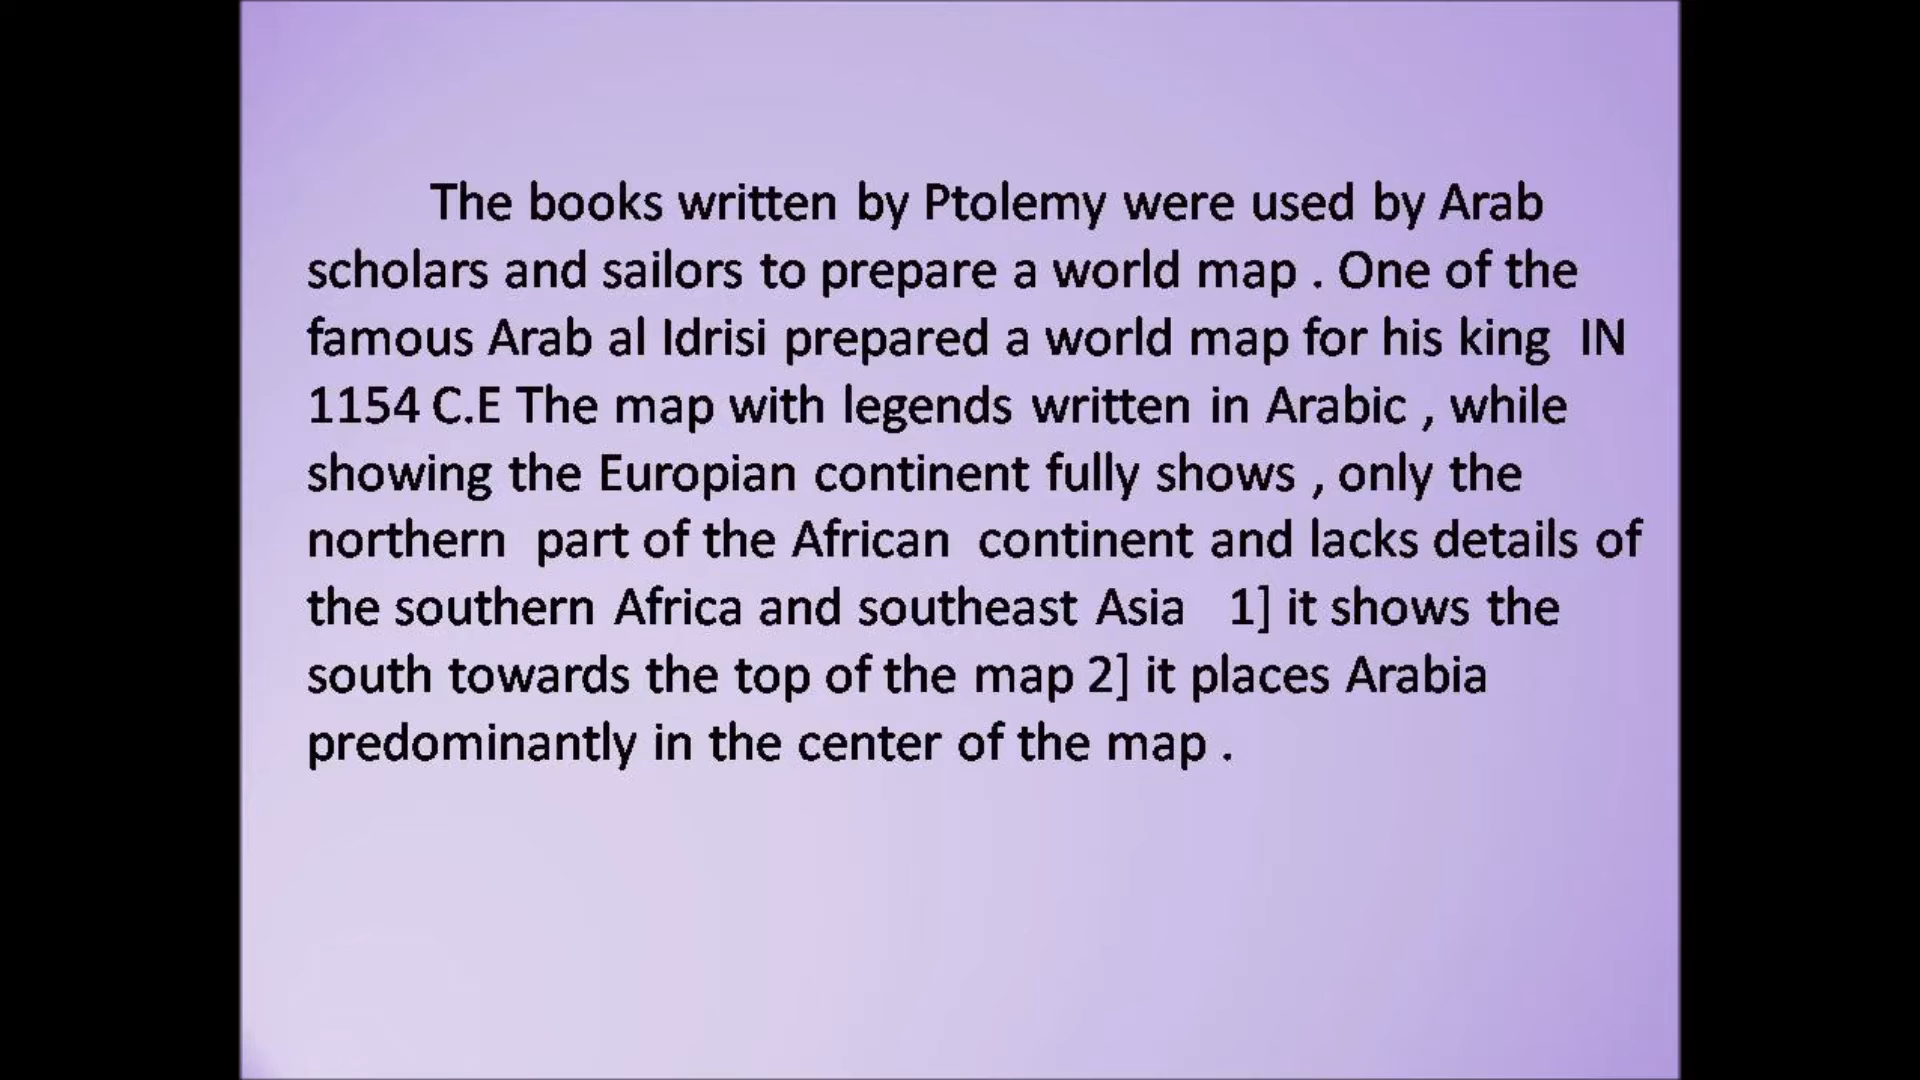 The books written by Ptolemy were used by Arab
scholars and sailors to prepare a world map . One of the
famous Arab al Idrisi prepared a world map for his king  IN
1154 C.E The map with legends written in Arabic , while
showing the Europian continent fully shows , only the
northern  part of the African  continent and lacks details of
the southern Africa and southeast Asia   1] it shows the
south towards the top of the map 2] it places Arabia
predominantly in the center of the map .